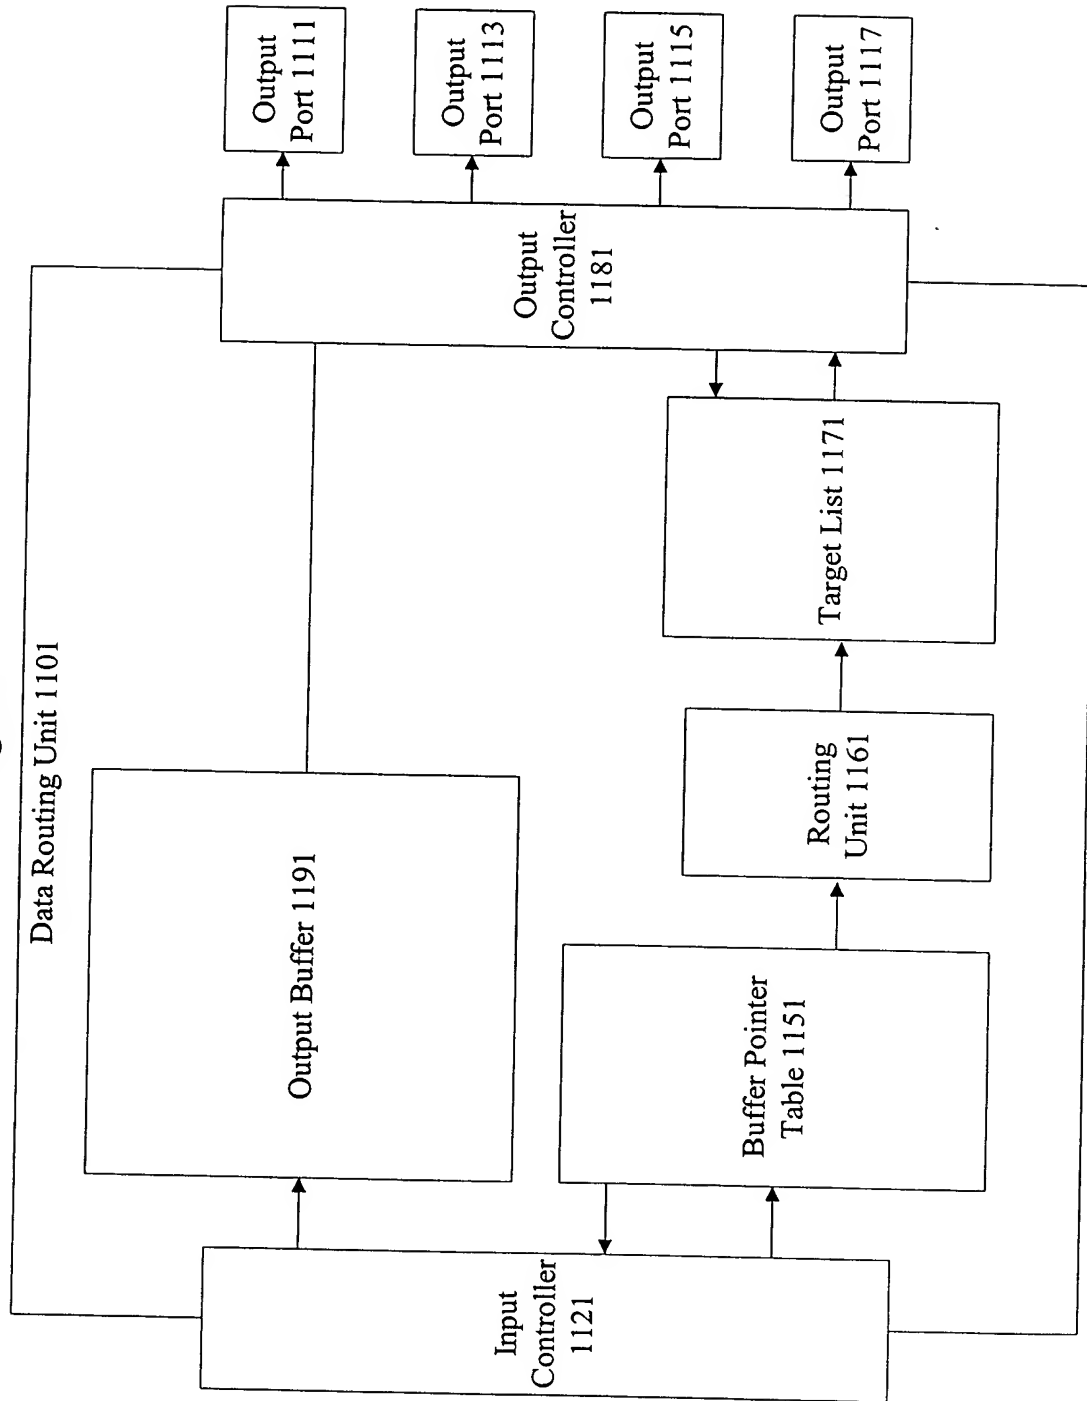 Data Routing Unit 1101
Input
Controller
1121
Output Buffer 1191
Buffer Pointer
Table 1151
Routing
Unit 1161
Target List 1171
Output
Controller
1181
Output
Port 1111
Output
Port 1113
Output
Port 1115
Output
Port 1117